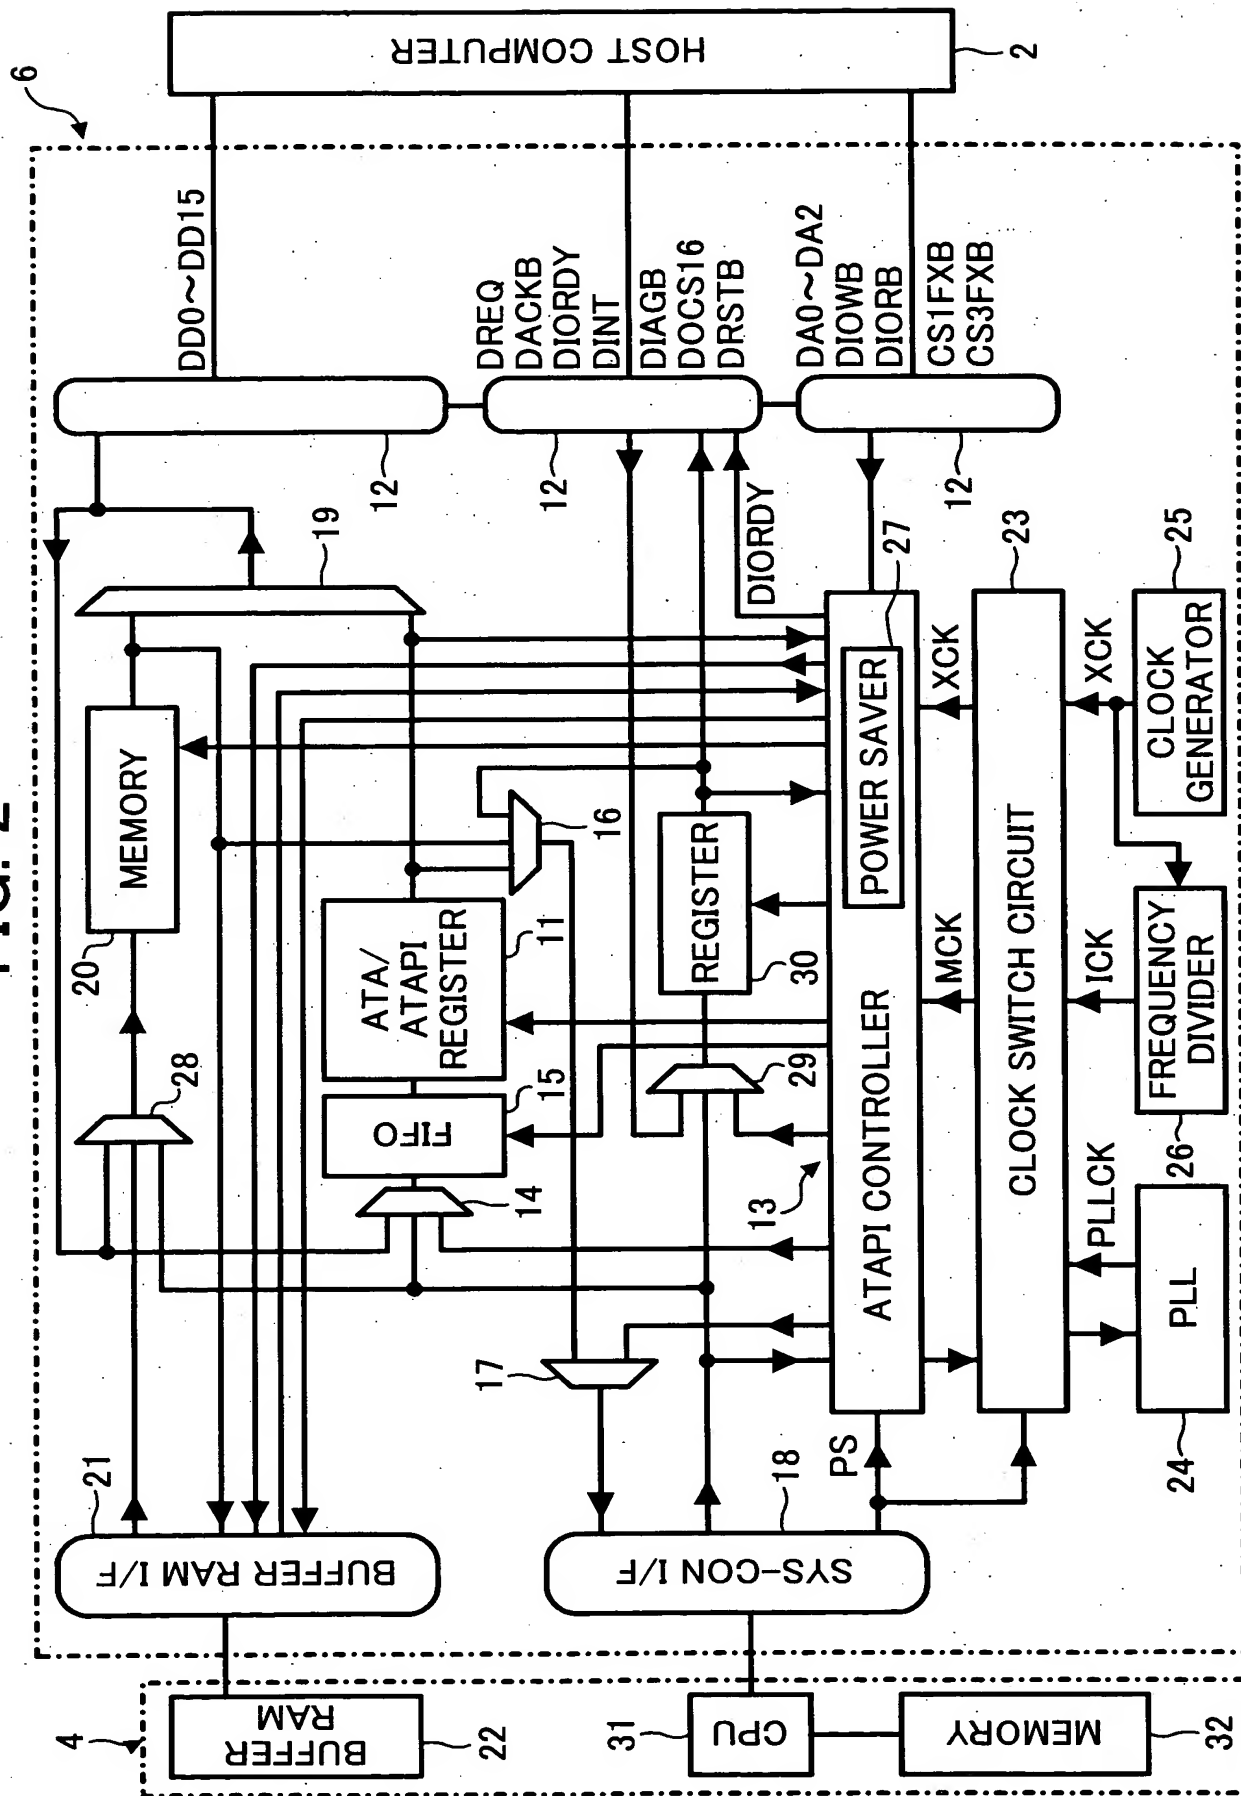 FIG. 2
6
4
BUFFER
RAM
22
31
CPU
MEMORY
32
BUFFER RAM I/F
21
SYS-CON I/F
18
PS
17
28
20
MEMORY
14
FIFO
15
ATA/
ATAPI
REGISTER
11
16
19
29
REGISTER
30
13
ATAPI CONTROLLER
POWER SAVER
27
DIORDY
MCK
XCK
CLOCK SWITCH CIRCUIT
23
PLLCK
ICK
XCK
PLL
24
FREQUENCY
DIVIDER
26
CLOCK
GENERATOR
25
12
12
12
DD0~DD15
DREQ
DACKB
DIORDY
DINT
DIAGB
DOCS16
DRSTB
DA0~DA2
DIOWB
DIORB
CS1FXB
CS3FXB
HOST COMPUTER
2